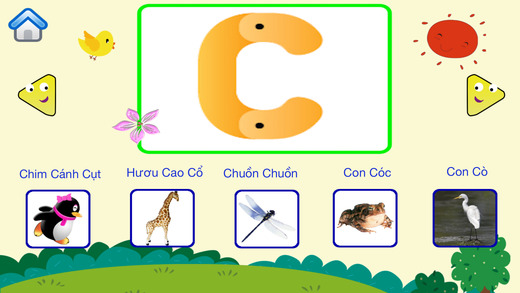 C
Chim Cánh Cụt
Hươu Cao Cổ
Chuồn Chuồn
Con Cóc
Con Cò